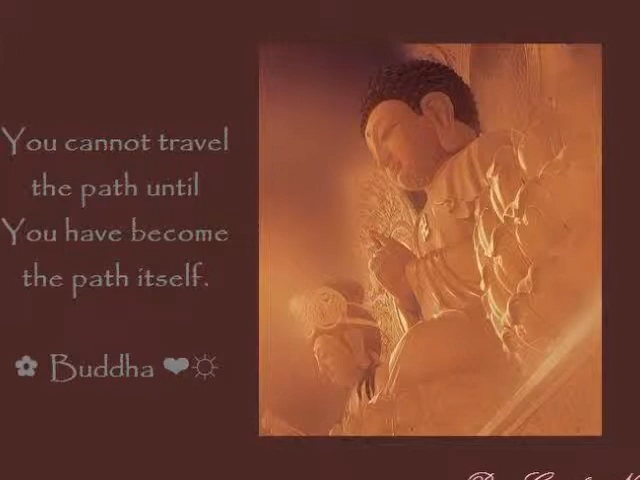 You cannot travel
the path until
You have become
the path itself.
✿ Buddha ❤☼